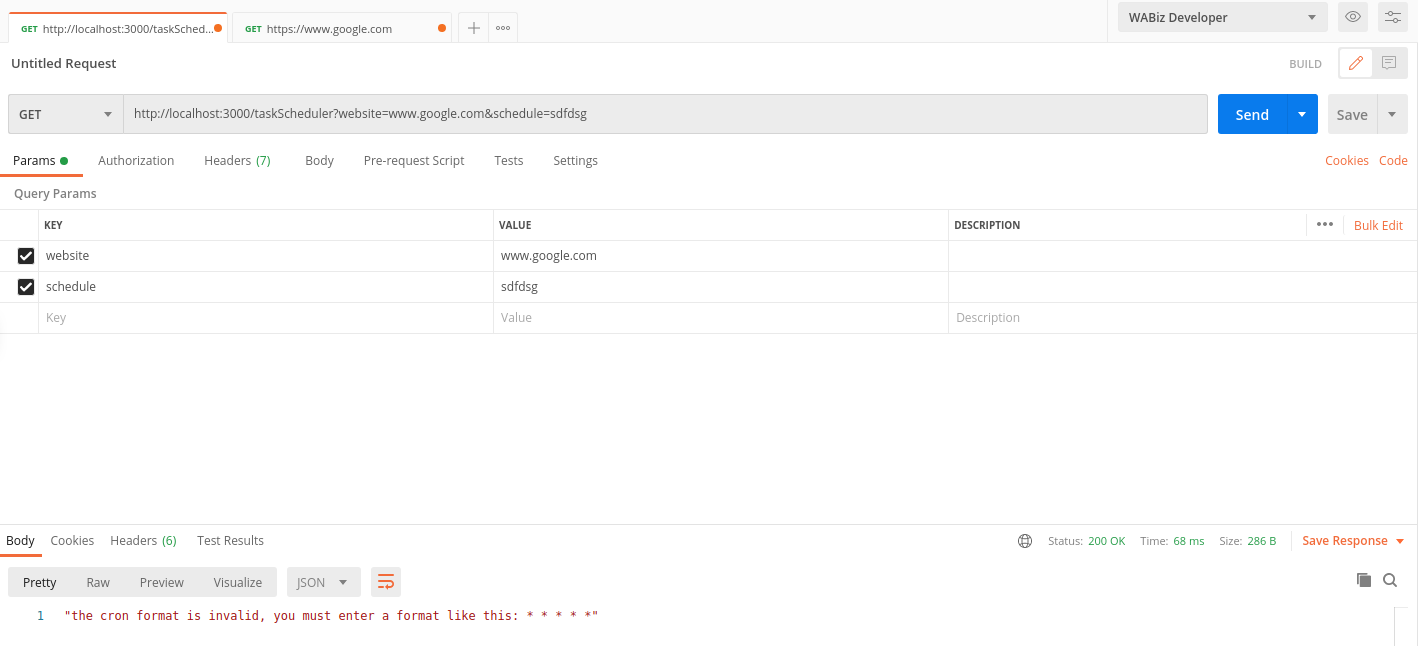 GET http://localhost:3000/taskSched... GET https://www.google.com
WABiz Developer
Untitled Request
BUILD
GET http://localhost:3000/taskScheduler?website=www.google.com&schedule=sdfdsg Send Save
Params Authorization Headers (7) Body Pre-request Script Tests Settings Cookies Code
Query Params
KEY VALUE DESCRIPTION Bulk Edit
website www.google.com
schedule sdfdsg
Key Value Description
Body Cookies Headers (6) Test Results Status: 200 OK Time: 68 ms Size: 286 B Save Response
Pretty Raw Preview Visualize JSON
1 "the cron format is invalid, you must enter a format like this: * * * * *"